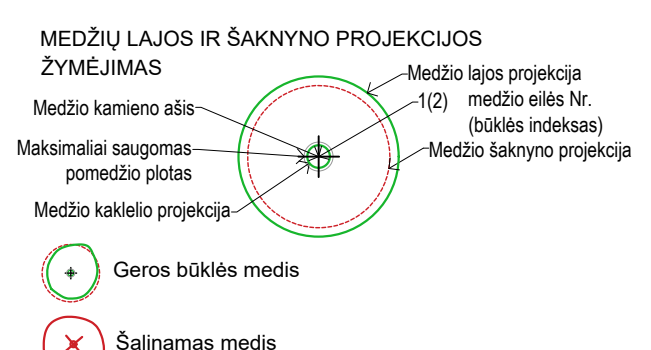 MEDŽIŲ LAJOS IR ŠAKNYNO PROJEKCIJOS
ŽYMĖJIMAS
Medžio lajos projekcija
Medžio kamieno ašis
1(2) medžio eilės Nr.
(būklės indeksas)
Maksimaliai saugomas
pomedžio plotas
Medžio šaknyno projekcija
Medžio kaklelio projekcija
Geros būklės medis
Šalinamas medis